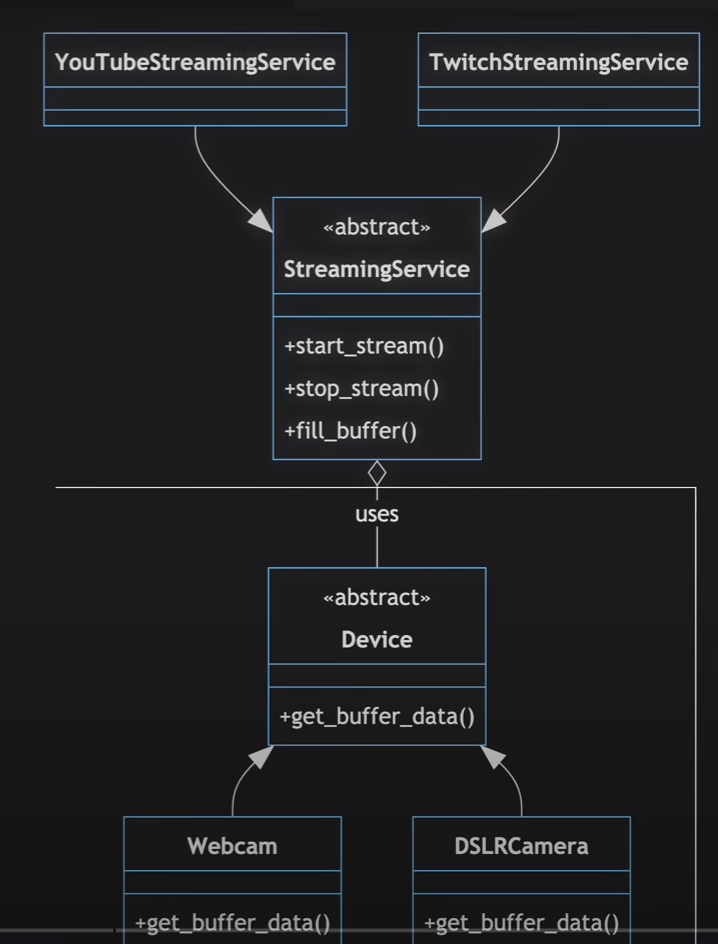 YouTubeStreamingService
TwitchStreamingService
«abstract»
StreamingService
+start_stream()
+stop_stream()
+fill_buffer()
uses
«abstract»
Device
+get_buffer_data()
Webcam
DSLRCamera
+get_buffer_data()
+get_buffer_data()